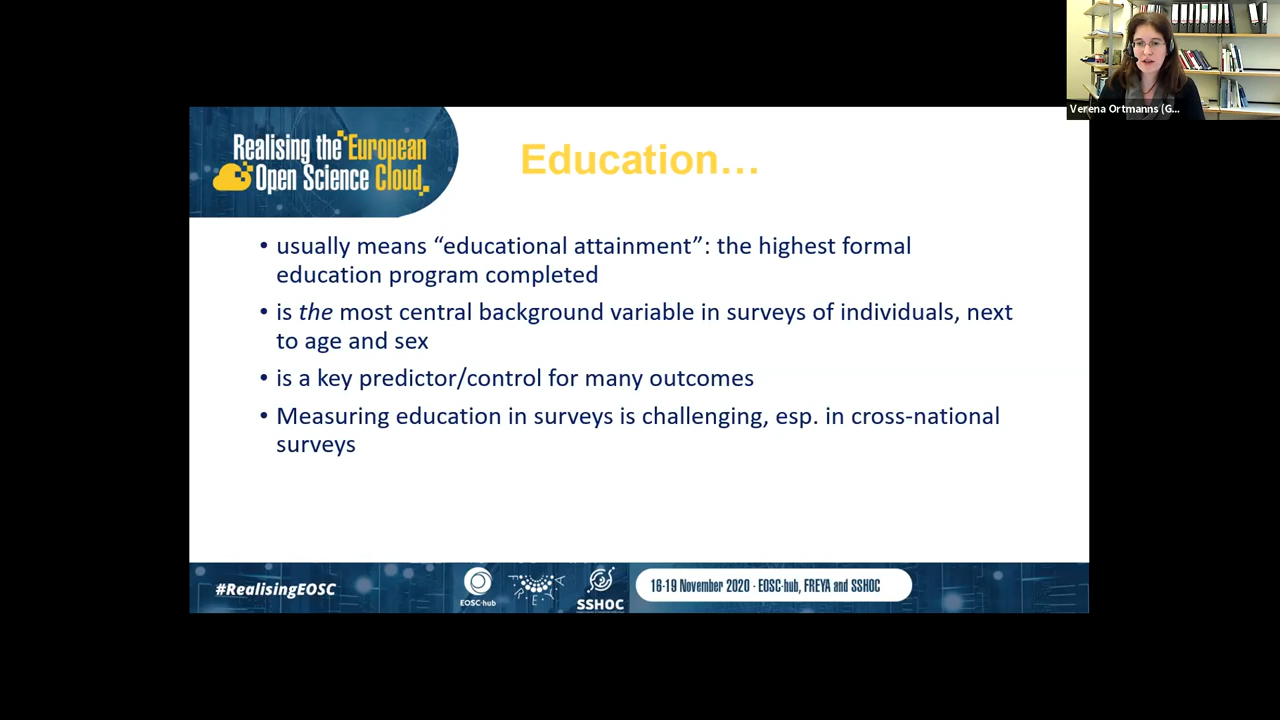 Verena Ortmanns (G...
Realising the European
Open Science Cloud
Education…
• usually means “educational attainment”: the highest formal
education program completed
• is the most central background variable in surveys of individuals, next
to age and sex
• is a key predictor/control for many outcomes
• Measuring education in surveys is challenging, esp. in cross-national
surveys
#RealisingEOSC
EOSC-hub
FREYA
SSHOC
16-19 November 2020 - EOSC-hub, FREYA and SSHOC